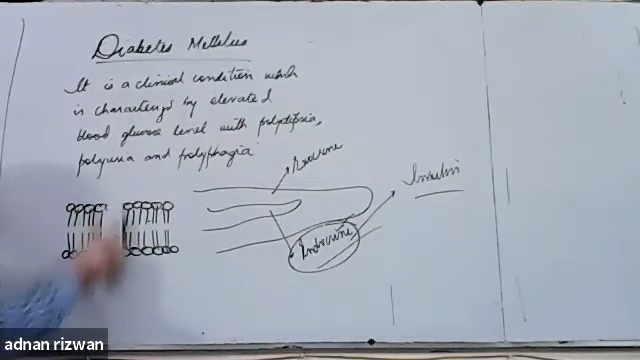 Diabetes Mellitus
It is a clinical condition which
is characterized by elevated
blood glucose level with polydipsia,
polyuria and polyphagia
Exocrine
Insulin
Endocrine
adnan rizwan